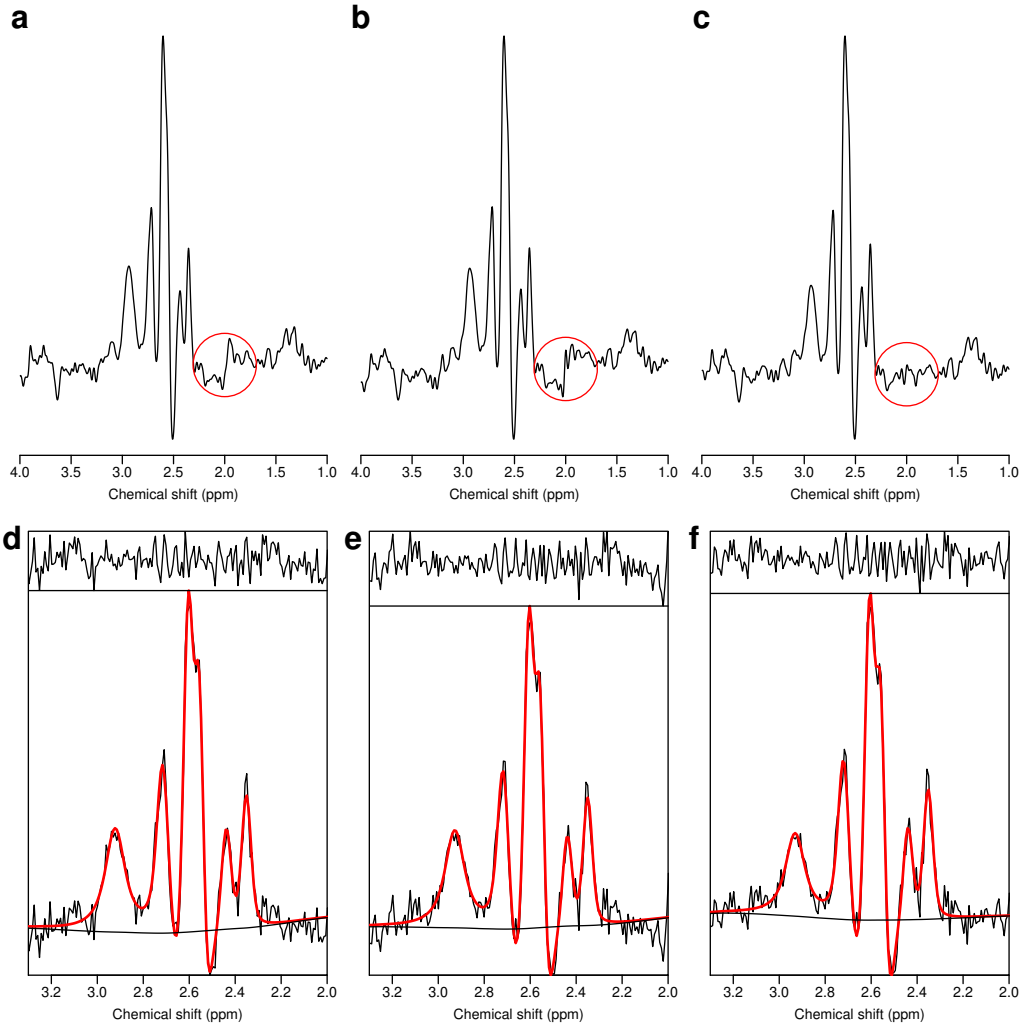 a b c
4.0 3.5 3.0 2.5 2.0 1.5 1.0 4.0 3.5 3.0 2.5 2.0 1.5 1.0 4.0 3.5 3.0 2.5 2.0 1.5 1.0
Chemical shift (ppm) Chemical shift (ppm) Chemical shift (ppm)
d e f
3.2 3.0 2.8 2.6 2.4 2.2 2.0 3.2 3.0 2.8 2.6 2.4 2.2 2.0 3.2 3.0 2.8 2.6 2.4 2.2 2.0
Chemical shift (ppm) Chemical shift (ppm) Chemical shift (ppm)